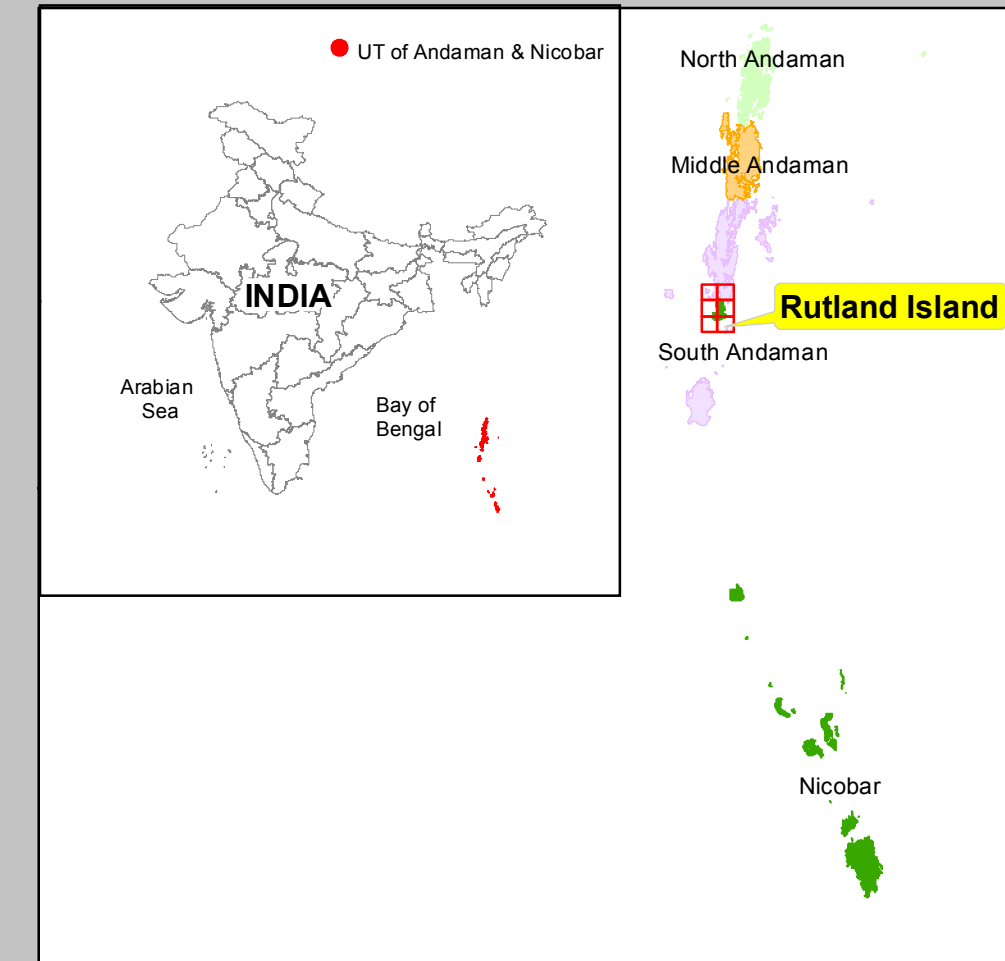 UT of Andaman & Nicobar
INDIA
Arabian
Sea
Bay of
Bengal
North Andaman
Middle Andaman
Rutland Island
South Andaman
Nicobar